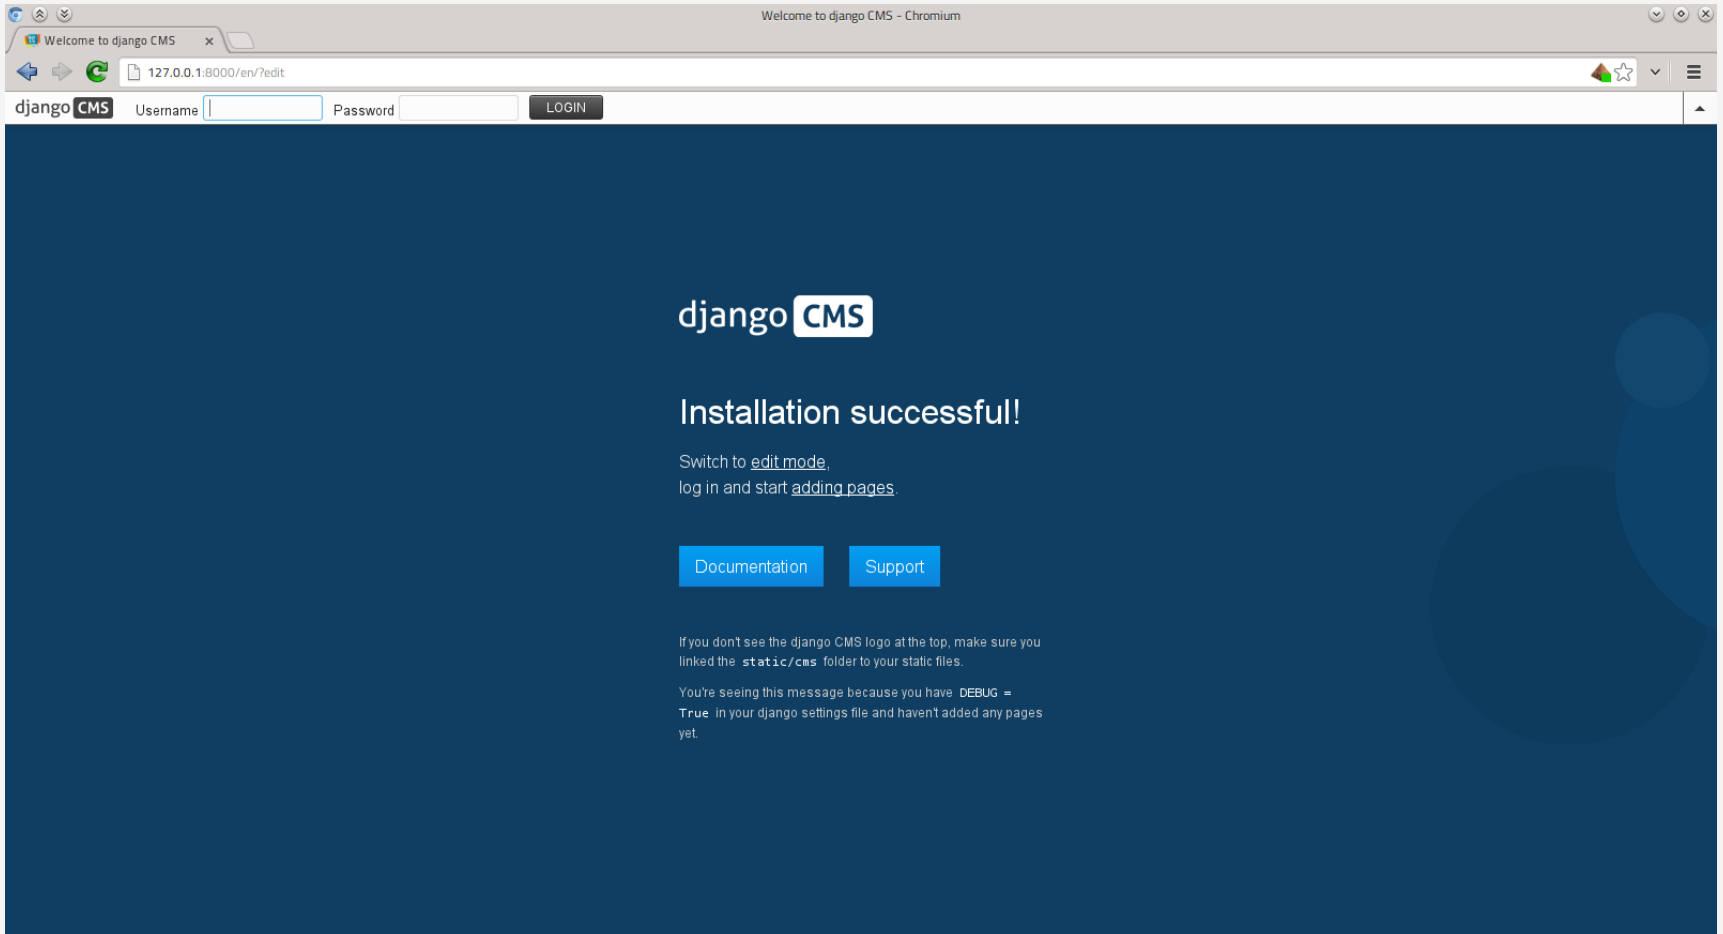 Welcome to django CMS - Chromium
Welcome to django CMS
127.0.0.1:8000/en/?edit
django CMS Username Password LOGIN
django CMS
Installation successful!
Switch to edit mode,
log in and start adding pages.
Documentation Support
If you don't see the django CMS logo at the top, make sure you
linked the static/cms folder to your static files.
You're seeing this message because you have DEBUG =
True in your django settings file and haven't added any pages
yet.